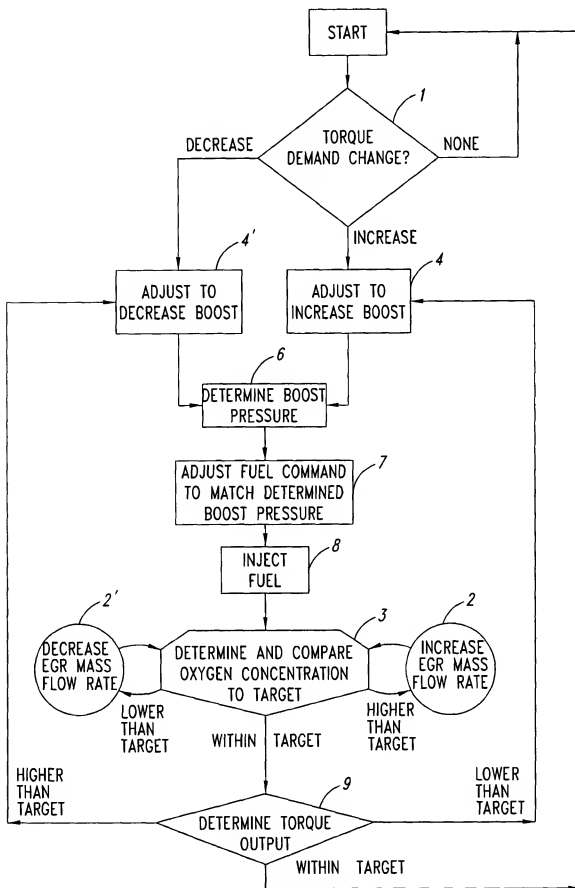 START
1
TORQUE
DEMAND CHANGE?
DECREASE
NONE
INCREASE
4'
4
ADJUST TO
DECREASE BOOST
ADJUST TO
INCREASE BOOST
6
DETERMINE BOOST
PRESSURE
7
ADJUST FUEL COMMAND
TO MATCH DETERMINED
BOOST PRESSURE
8
INJECT
FUEL
2'
3
2
DECREASE
EGR MASS
FLOW RATE
DETERMINE AND COMPARE
OXYGEN CONCENTRATION
TO TARGET
INCREASE
EGR MASS
FLOW RATE
LOWER
THAN
TARGET
WITHIN TARGET
HIGHER
THAN
TARGET
HIGHER
THAN
TARGET
9
LOWER
THAN
TARGET
DETERMINE TORQUE
OUTPUT
WITHIN TARGET